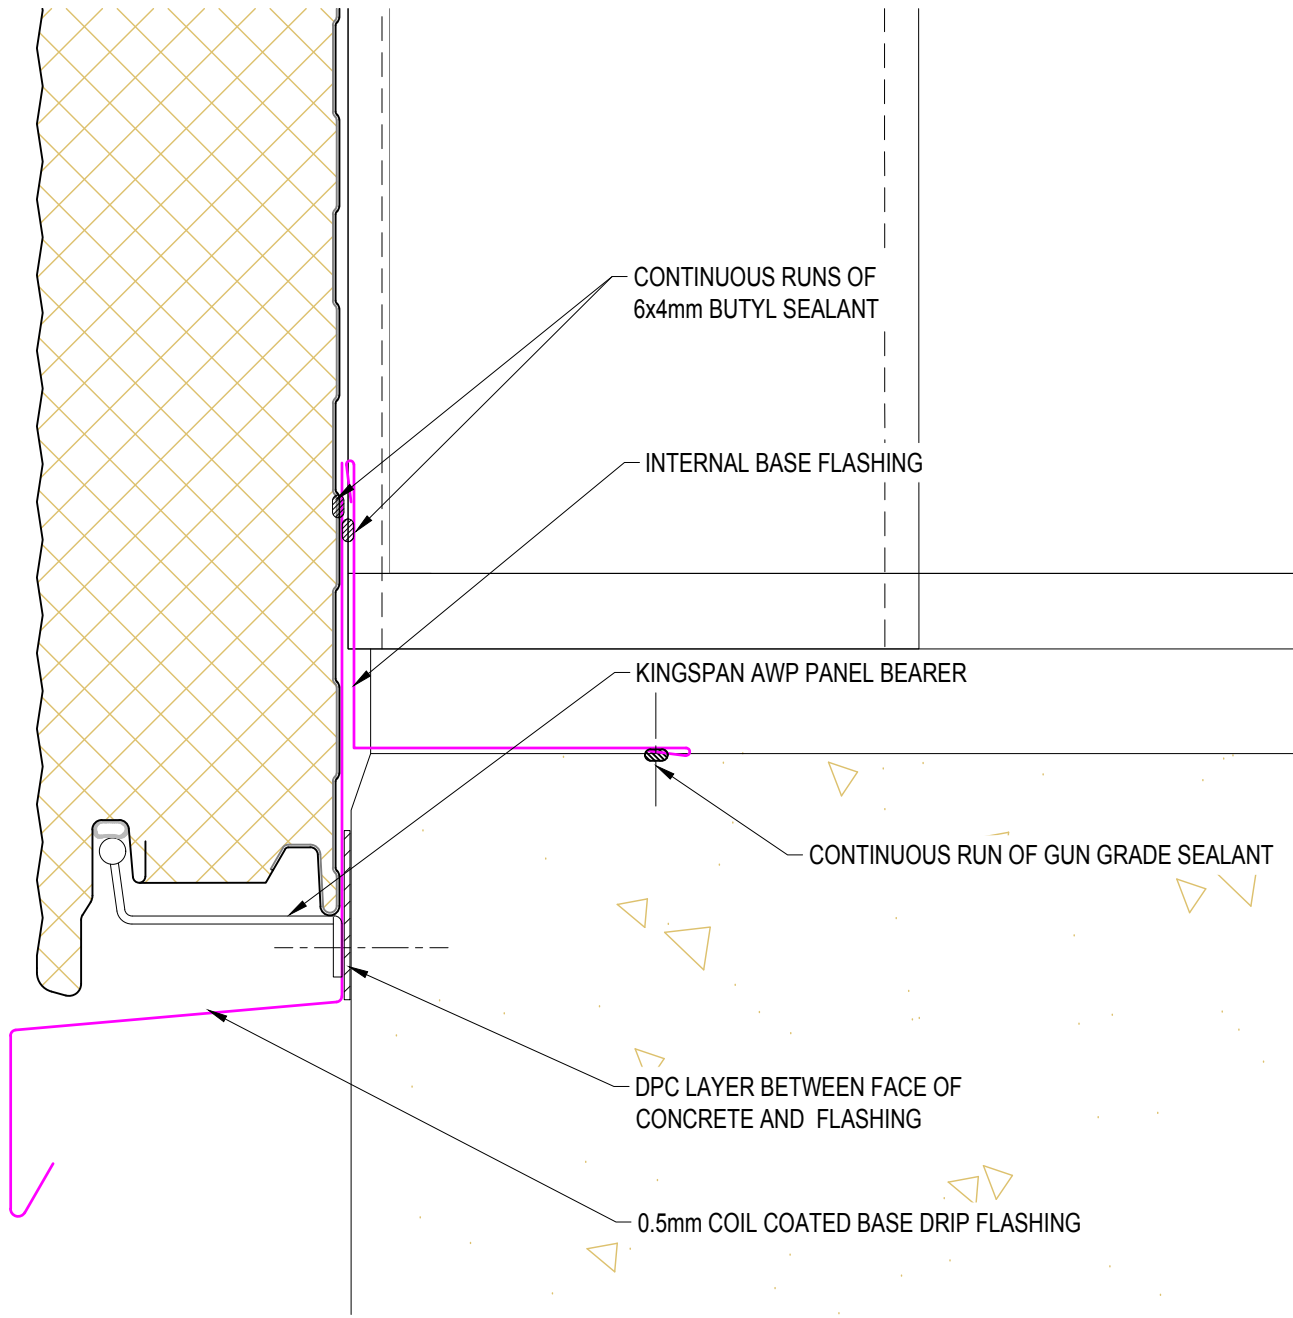 CONTINUOUS RUNS OF
6x4mm BUTYL SEALANT
INTERNAL BASE FLASHING
KINGSPAN AWP PANEL BEARER
CONTINUOUS RUN OF GUN GRADE SEALANT
DPC LAYER BETWEEN FACE OF
CONCRETE AND FLASHING
0.5mm COIL COATED BASE DRIP FLASHING